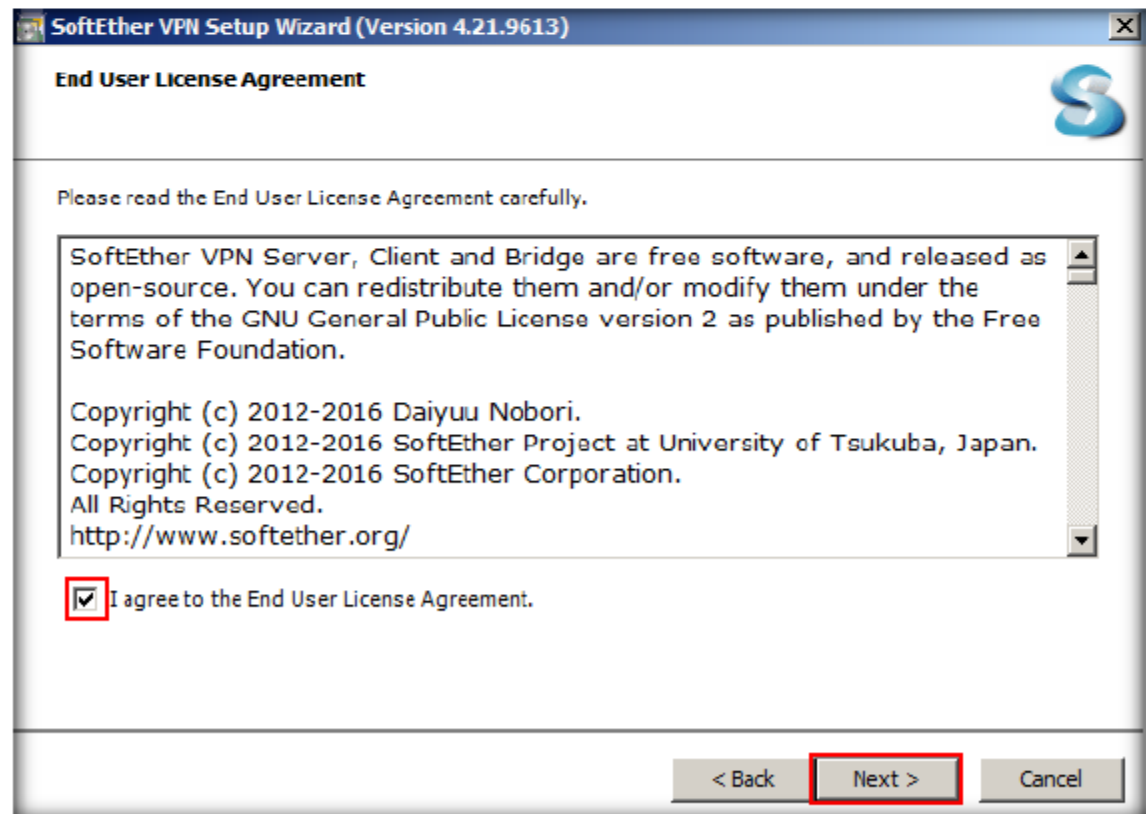 SoftEther VPN Setup Wizard (Version 4.21.9613)
End User License Agreement
Please read the End User License Agreement carefully.
SoftEther VPN Server, Client and Bridge are free software, and released as
open-source. You can redistribute them and/or modify them under the
terms of the GNU General Public License version 2 as published by the Free
Software Foundation.
Copyright (c) 2012-2016 Daiyuu Nobori.
Copyright (c) 2012-2016 SoftEther Project at University of Tsukuba, Japan.
Copyright (c) 2012-2016 SoftEther Corporation.
All Rights Reserved.
http://www.softether.org/
I agree to the End User License Agreement.
< Back Next > Cancel